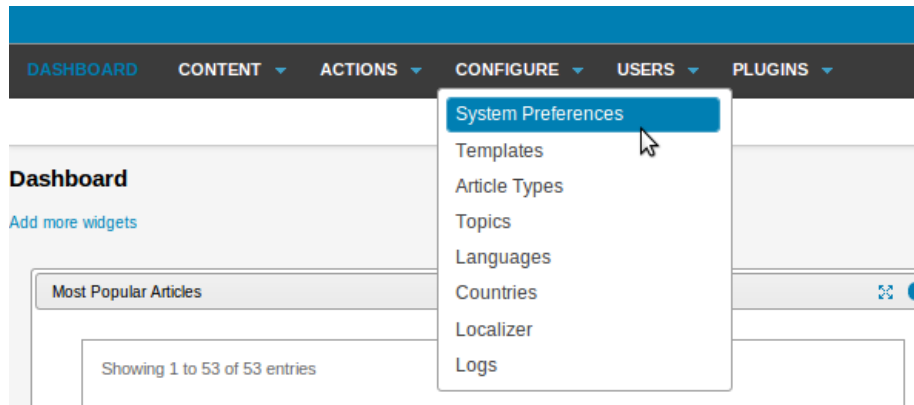 DASHBOARD CONTENT ACTIONS CONFIGURE USERS PLUGINS
System Preferences
Templates
Article Types
Topics
Languages
Countries
Localizer
Logs
Dashboard
Add more widgets
Most Popular Articles
Showing 1 to 53 of 53 entries